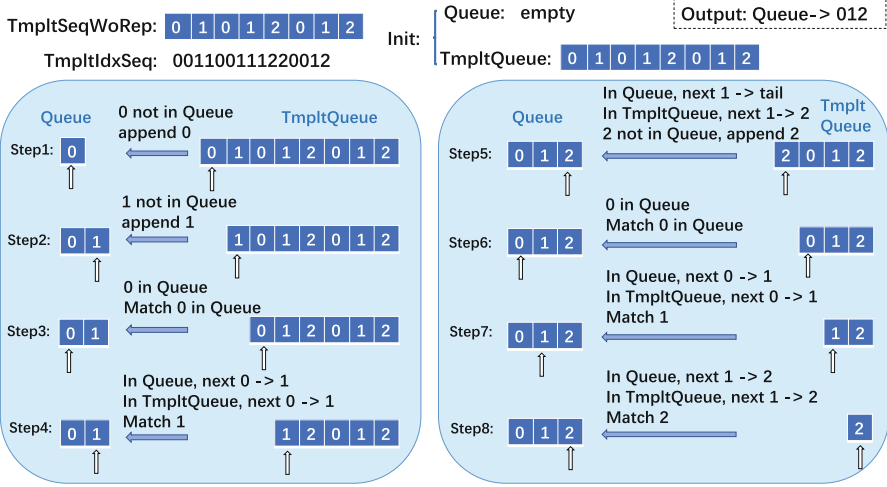 TmpltSeqWoRep: 0 1 0 1 2 0 1 2
TmpltIdxSeq: 001100111220012
Init:
Queue: empty
TmpltQueue: 0 1 0 1 2 0 1 2
Output: Queue-> 012
Queue
TmpltQueue
0 not in Queue
append 0
Step1: 0
0 1 0 1 2 0 1 2
1 not in Queue
append 1
Step2: 0 1
1 0 1 2 0 1 2
0 in Queue
Match 0 in Queue
Step3: 0 1
0 1 2 0 1 2
In Queue, next 0 -> 1
In TmpltQueue, next 0 -> 1
Match 1
Step4: 0 1
1 2 0 1 2
Queue
Tmplt
Queue
In Queue, next 1 -> tail
In TmpltQueue, next 1-> 2
2 not in Queue, append 2
Step5: 0 1 2
2 0 1 2
0 in Queue
Match 0 in Queue
Step6: 0 1 2
0 1 2
In Queue, next 0 -> 1
In TmpltQueue, next 0 -> 1
Match 1
Step7: 0 1 2
1 2
In Queue, next 1 -> 2
In TmpltQueue, next 1 -> 2
Match 2
Step8: 0 1 2
2